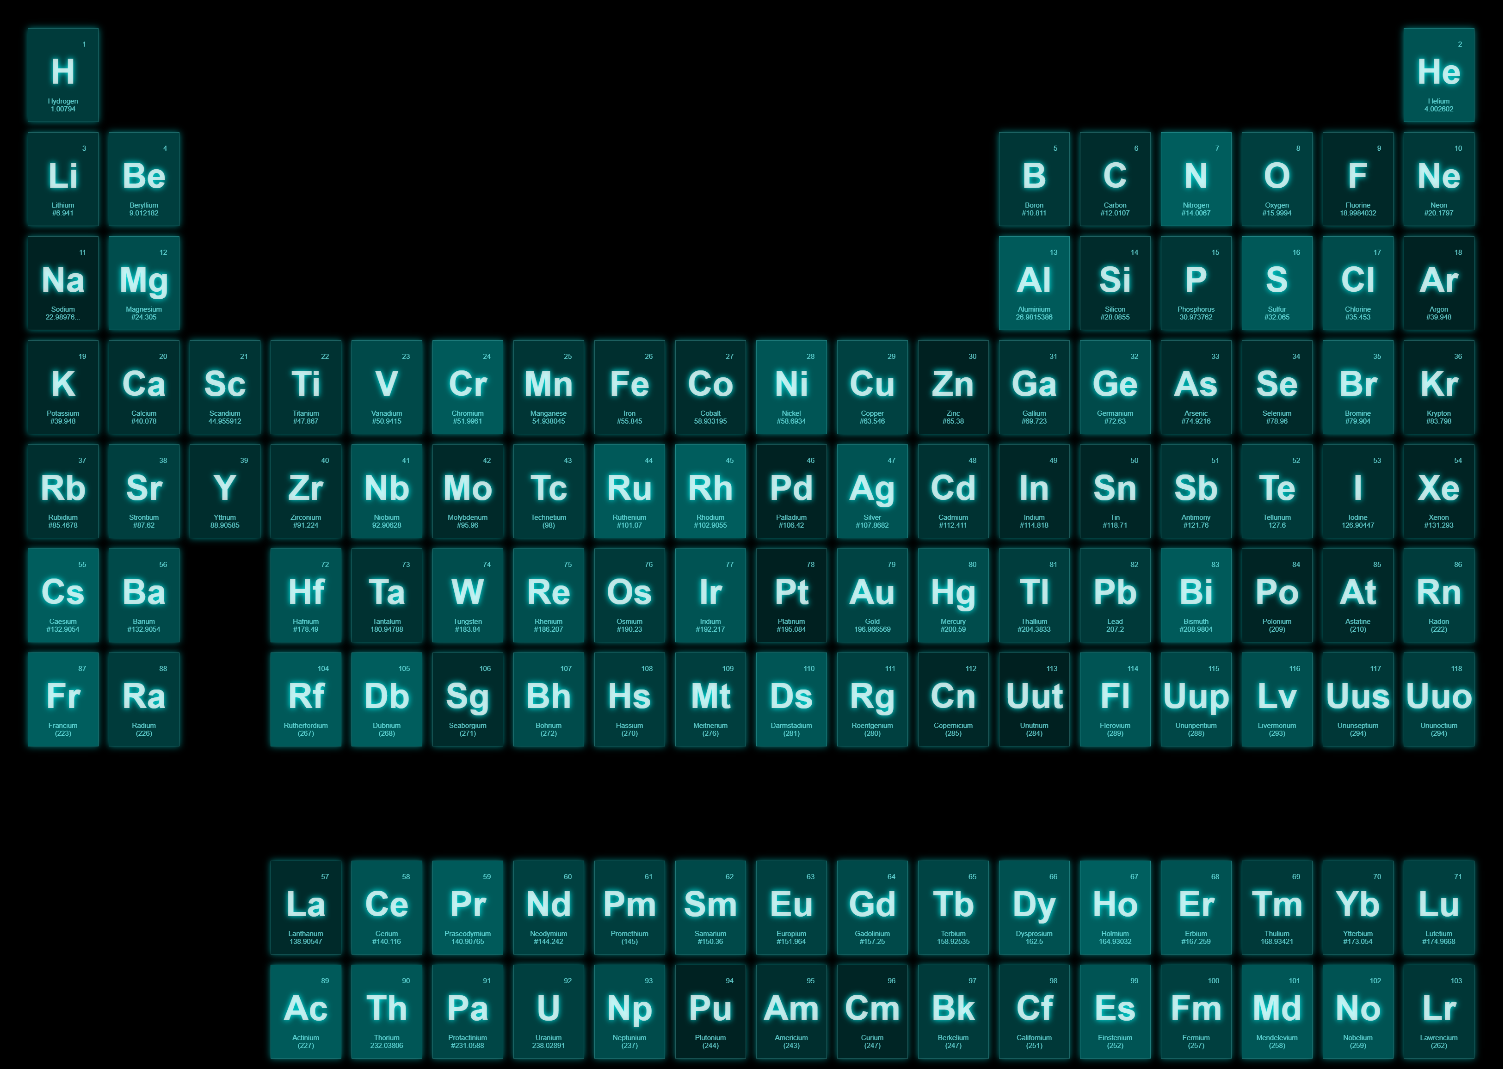 1
H
Hydrogen
1.00794
2
He
Helium
4.002602
3
Li
Lithium
#6.941
4
Be
Beryllium
9.012182
5
B
Boron
#10.811
6
C
Carbon
#12.0107
7
N
Nitrogen
#14.0067
8
O
Oxygen
#15.9994
9
F
Fluorine
18.9984032
10
Ne
Neon
#20.1797
11
Na
Sodium
22.98976...
12
Mg
Magnesium
#24.305
13
Al
Aluminium
26.9815386
14
Si
Silicon
#28.0855
15
P
Phosphorus
30.973762
16
S
Sulfur
#32.065
17
Cl
Chlorine
#35.453
18
Ar
Argon
#39.948
19
K
Potassium
#39.948
20
Ca
Calcium
#40.078
21
Sc
Scandium
44.955912
22
Ti
Titanium
#47.867
23
V
Vanadium
#50.9415
24
Cr
Chromium
#51.9961
25
Mn
Manganese
54.938045
26
Fe
Iron
#55.845
27
Co
Cobalt
58.933195
28
Ni
Nickel
#58.6934
29
Cu
Copper
#63.546
30
Zn
Zinc
#65.38
31
Ga
Gallium
#69.723
32
Ge
Germanium
#72.63
33
As
Arsenic
#74.9216
34
Se
Selenium
#78.96
35
Br
Bromine
#79.904
36
Kr
Krypton
#83.798
37
Rb
Rubidium
#85.4678
38
Sr
Strontium
#87.62
39
Y
Yttrium
88.90585
40
Zr
Zirconium
#91.224
41
Nb
Niobium
92.90628
42
Mo
Molybdenum
#95.96
43
Tc
Technetium
(98)
44
Ru
Ruthenium
#101.07
45
Rh
Rhodium
#102.9055
46
Pd
Palladium
#106.42
47
Ag
Silver
#107.8682
48
Cd
Cadmium
#112.411
49
In
Indium
#114.818
50
Sn
Tin
#118.71
51
Sb
Antimony
#121.76
52
Te
Tellurium
127.6
53
I
Iodine
126.90447
54
Xe
Xenon
#131.293
55
Cs
Caesium
#132.9054
56
Ba
Barium
#132.9054
72
Hf
Hafnium
#178.49
73
Ta
Tantalum
180.94788
74
W
Tungsten
#183.84
75
Re
Rhenium
#186.207
76
Os
Osmium
#190.23
77
Ir
Iridium
#192.217
78
Pt
Platinum
#195.084
79
Au
Gold
196.966569
80
Hg
Mercury
#200.59
81
Tl
Thallium
#204.3833
82
Pb
Lead
207.2
83
Bi
Bismuth
#208.9804
84
Po
Polonium
(209)
85
At
Astatine
(210)
86
Rn
Radon
(222)
87
Fr
Francium
(223)
88
Ra
Radium
(226)
104
Rf
Rutherfordium
(267)
105
Db
Dubnium
(268)
106
Sg
Seaborgium
(271)
107
Bh
Bohrium
(272)
108
Hs
Hassium
(270)
109
Mt
Meitnerium
(276)
110
Ds
Darmstadium
(281)
111
Rg
Roentgenium
(280)
112
Cn
Copernicium
(285)
113
Uut
Unutrium
(284)
114
Fl
Flerovium
(289)
115
Uup
Ununpentium
(288)
116
Lv
Livermorium
(293)
117
Uus
Ununseptium
(294)
118
Uuo
Ununoctium
(294)
57
La
Lanthanum
138.90547
58
Ce
Cerium
#140.116
59
Pr
Praseodymium
140.90765
60
Nd
Neodymium
#144.242
61
Pm
Promethium
(145)
62
Sm
Samarium
#150.36
63
Eu
Europium
#151.964
64
Gd
Gadolinium
#157.25
65
Tb
Terbium
158.92535
66
Dy
Dysprosium
162.5
67
Ho
Holmium
164.93032
68
Er
Erbium
#167.259
69
Tm
Thulium
168.93421
70
Yb
Ytterbium
#173.054
71
Lu
Lutetium
#174.9668
89
Ac
Actinium
(227)
90
Th
Thorium
232.03806
91
Pa
Protactinium
#231.0588
92
U
Uranium
238.02891
93
Np
Neptunium
(237)
94
Pu
Plutonium
(244)
95
Am
Americium
(243)
96
Cm
Curium
(247)
97
Bk
Berkelium
(247)
98
Cf
Californium
(251)
99
Es
Einstenium
(252)
100
Fm
Fermium
(257)
101
Md
Mendelevium
(258)
102
No
Nobelium
(259)
103
Lr
Lawrencium
(262)